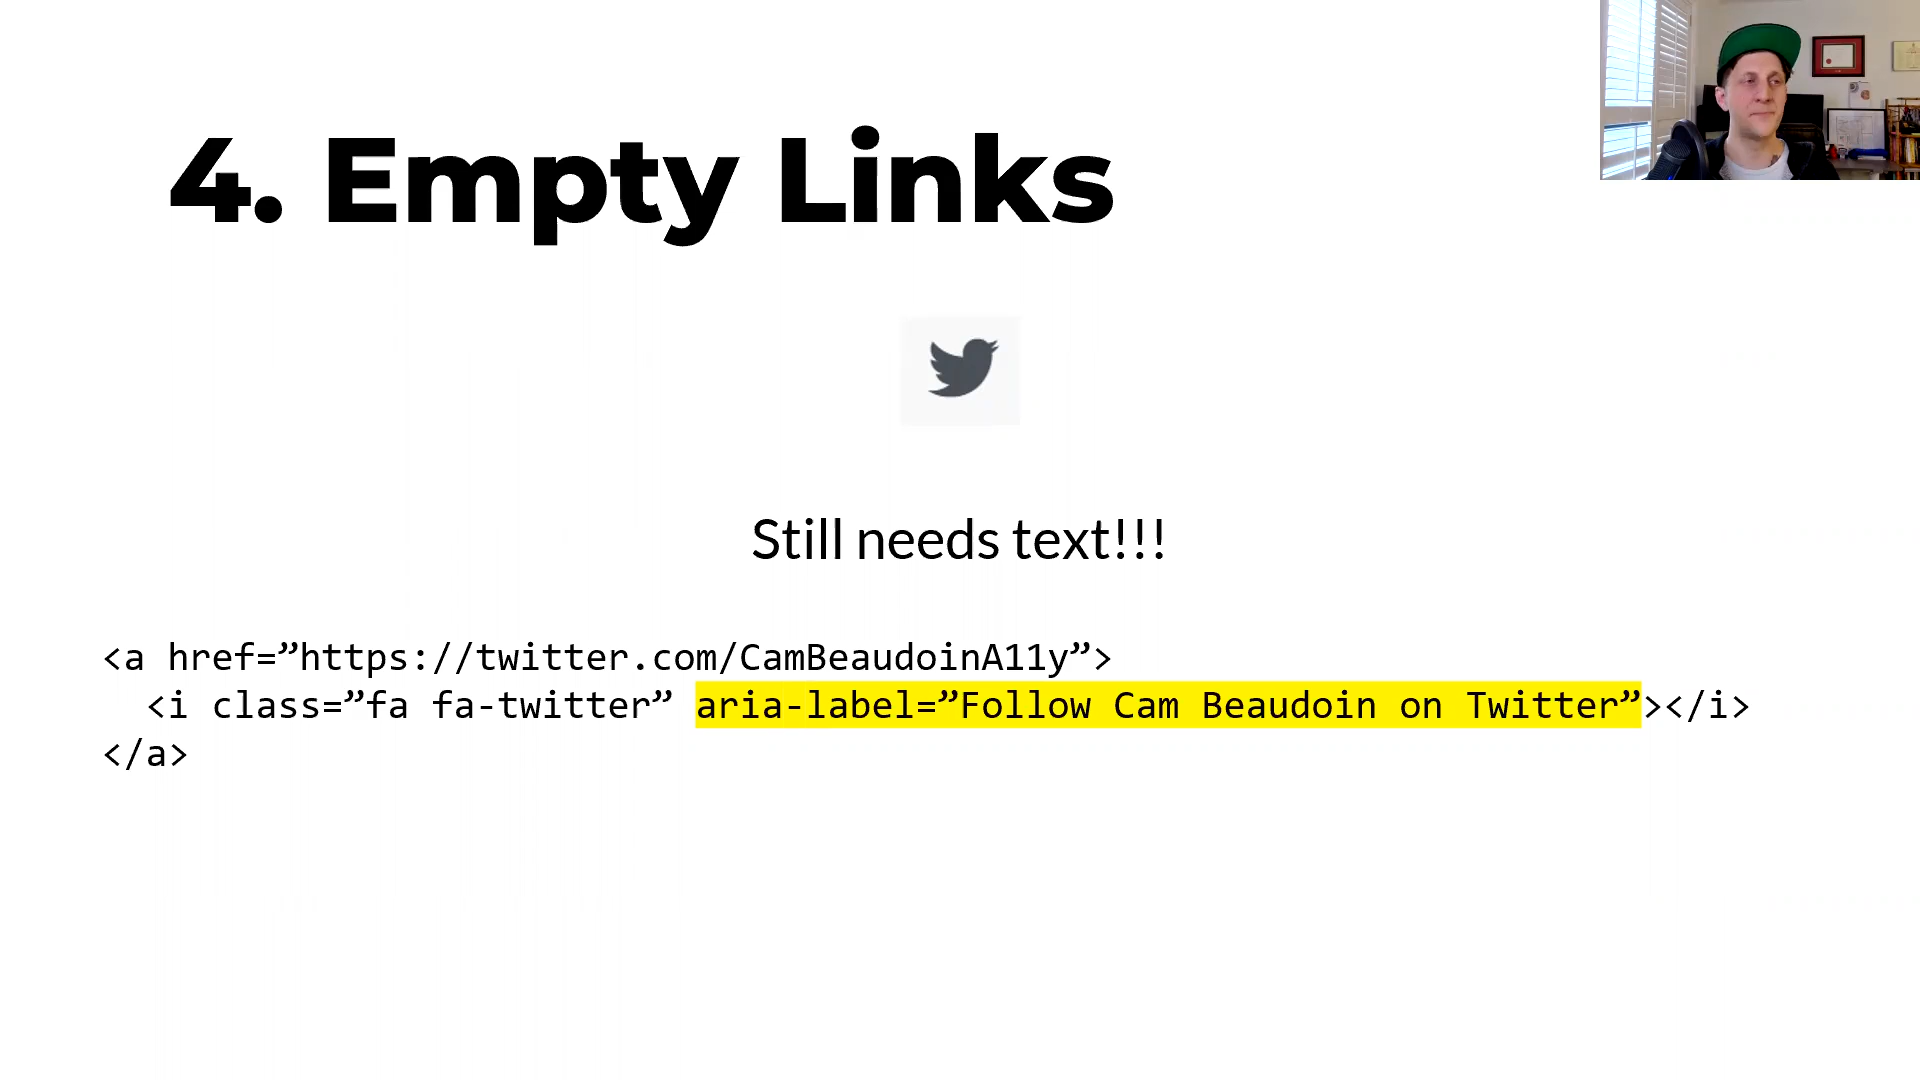 4. Empty Links
Still needs text!!!
<a href=”https://twitter.com/CamBeaudoinA11y”>
<i class=”fa fa-twitter” aria-label=”Follow Cam Beaudoin on Twitter”></i>
</a>